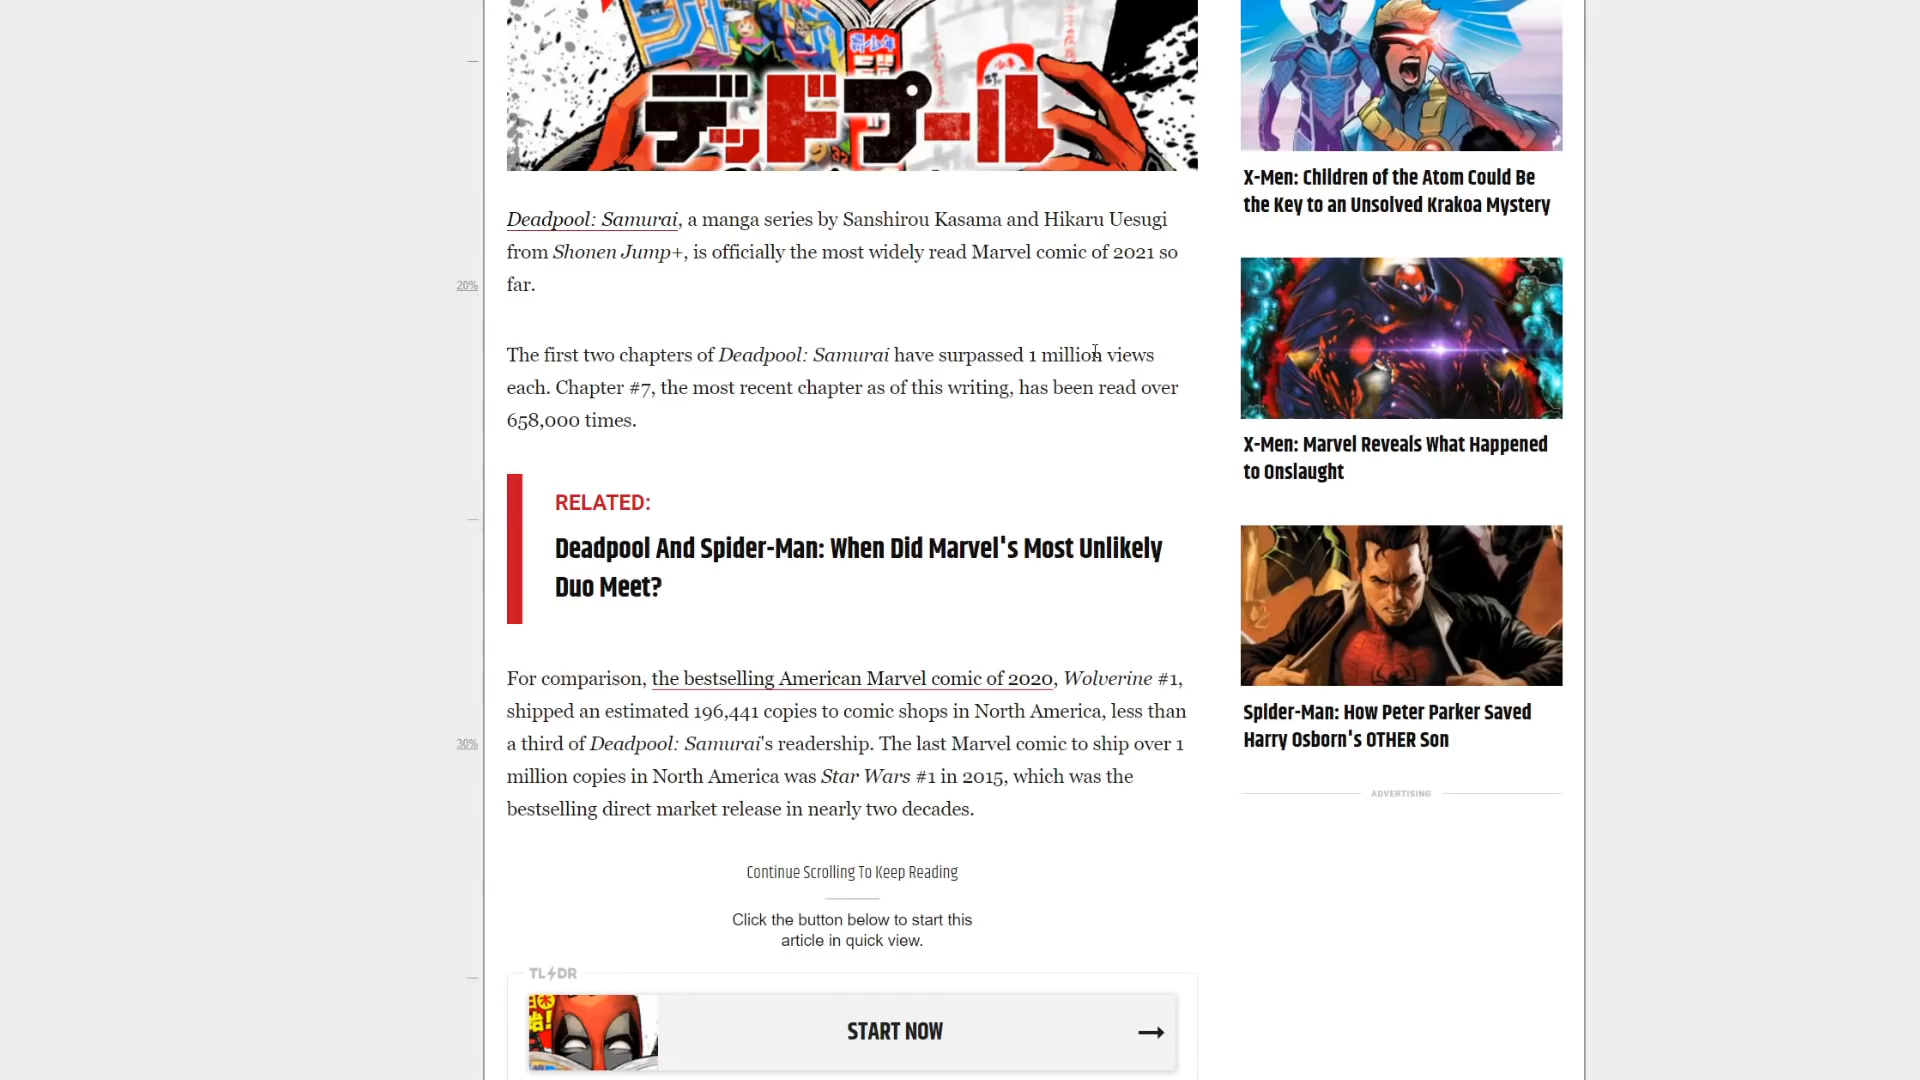 デッドプール
Deadpool: Samurai, a manga series by Sanshirou Kasama and Hikaru Uesugi
from Shonen Jump+, is officially the most widely read Marvel comic of 2021 so
far.
20%
The first two chapters of Deadpool: Samurai have surpassed 1 million views
each. Chapter #7, the most recent chapter as of this writing, has been read over
658,000 times.
RELATED:
Deadpool And Spider-Man: When Did Marvel's Most Unlikely
Duo Meet?
For comparison, the bestselling American Marvel comic of 2020, Wolverine #1,
shipped an estimated 196,441 copies to comic shops in North America, less than
30%
a third of Deadpool: Samurai's readership. The last Marvel comic to ship over 1
million copies in North America was Star Wars #1 in 2015, which was the
bestselling direct market release in nearly two decades.
Continue Scrolling To Keep Reading
Click the button below to start this
article in quick view.
TL⚡DR
START NOW
X-Men: Children of the Atom Could Be
the Key to an Unsolved Krakoa Mystery
X-Men: Marvel Reveals What Happened
to Onslaught
Spider-Man: How Peter Parker Saved
Harry Osborn's OTHER Son
ADVERTISING